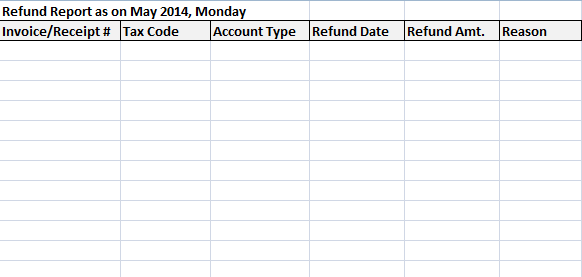 Refund Report as on May 2014, Monday
Invoice/Receipt # Tax Code Account Type Refund Date Refund Amt. Reason